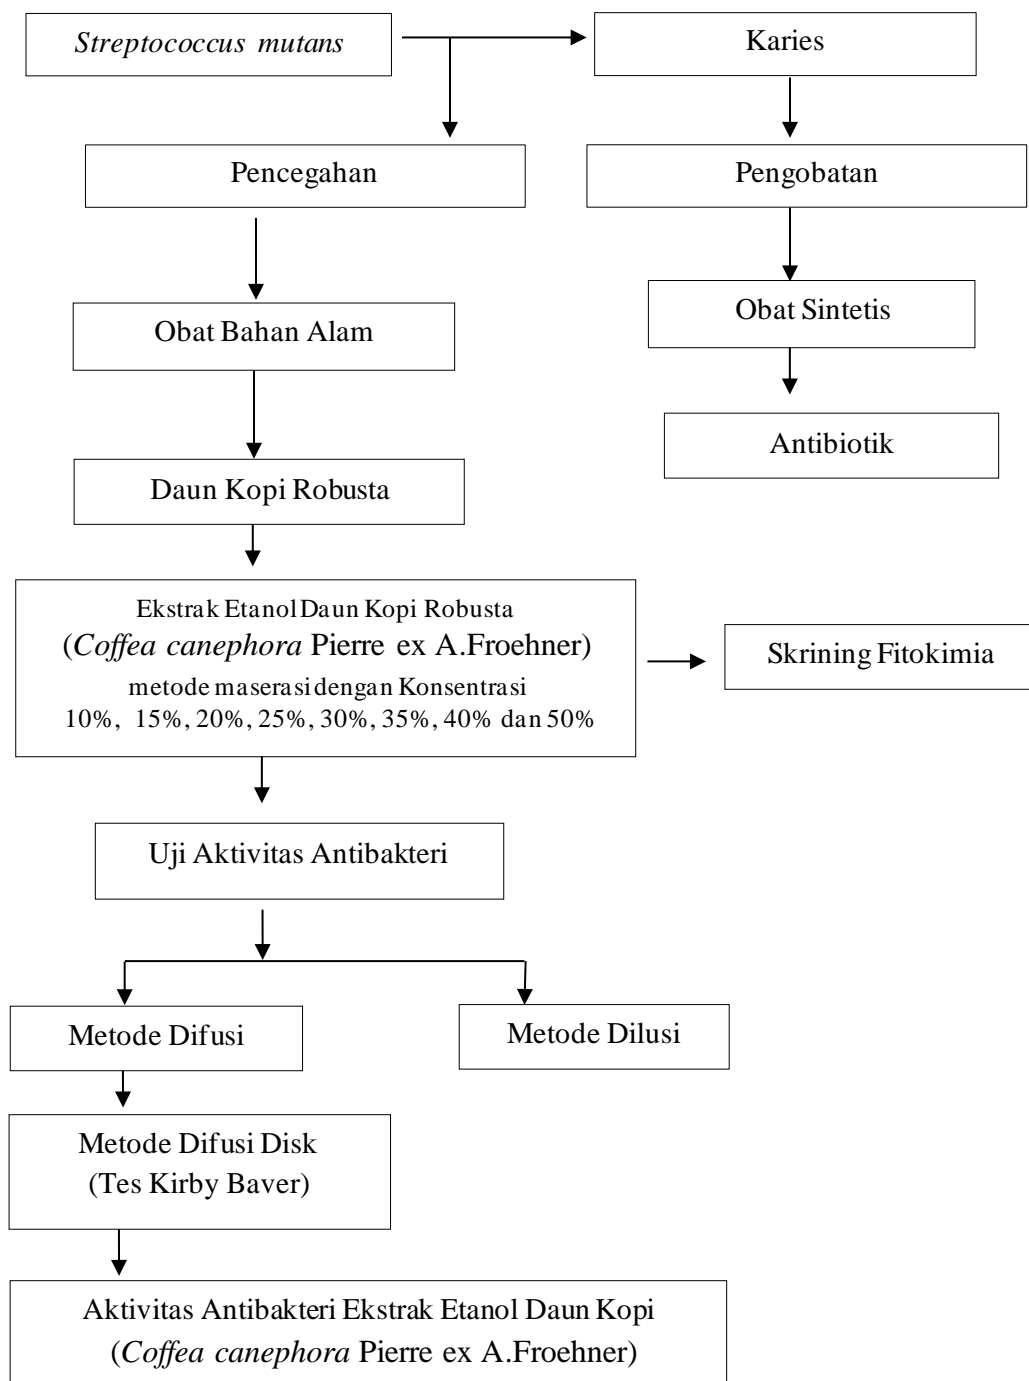 Streptococcus mutans
Karies
Pencegahan
Pengobatan
Obat Bahan Alam
Obat Sintetis
Antibiotik
Daun Kopi Robusta
Ekstrak Etanol Daun Kopi Robusta
(Coffea canephora Pierre ex A.Froehner)
metode maserasi dengan Konsentrasi
10%, 15%, 20%, 25%, 30%, 35%, 40% dan 50%
Skrining Fitokimia
Uji Aktivitas Antibakteri
Metode Difusi
Metode Dilusi
Metode Difusi Disk
(Tes Kirby Baver)
Aktivitas Antibakteri Ekstrak Etanol Daun Kopi
(Coffea canephora Pierre ex A.Froehner)